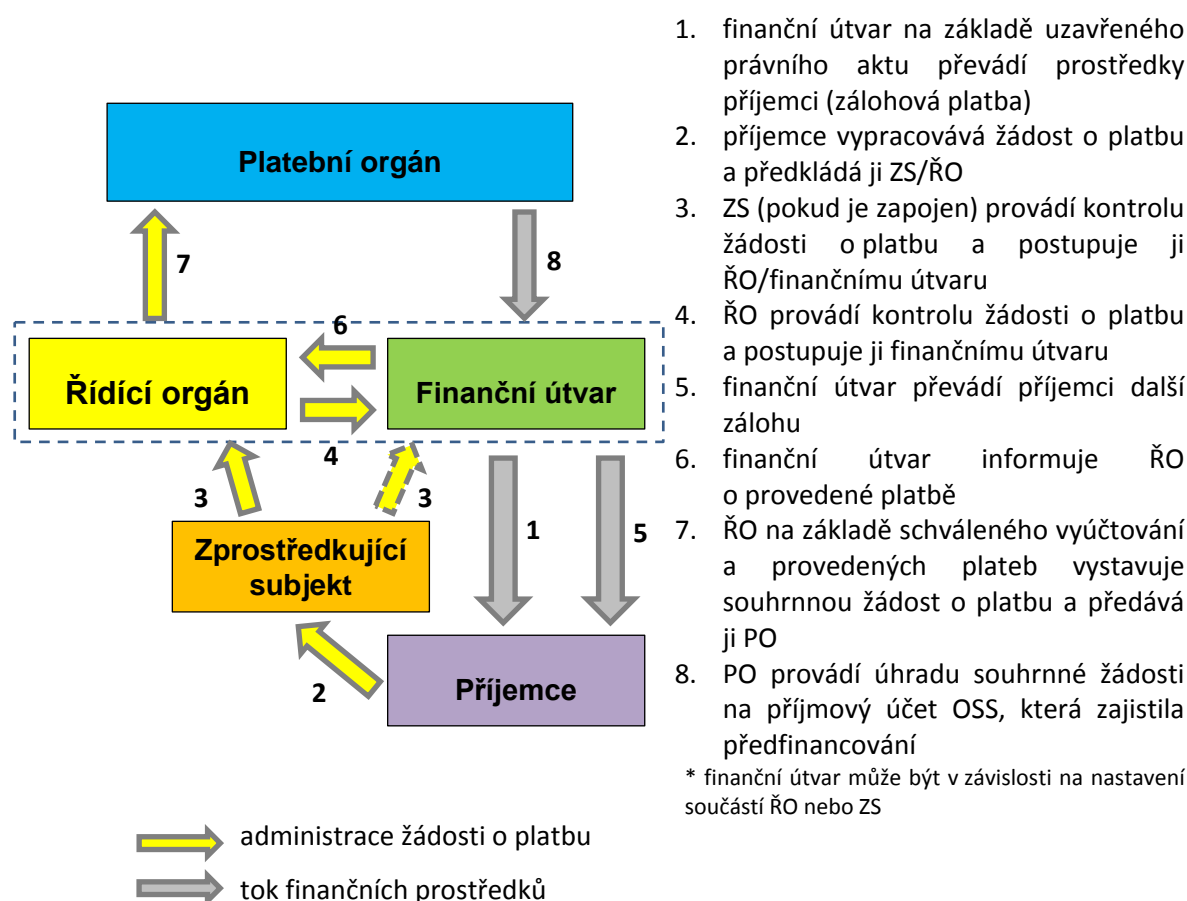 Platební orgán
7
8
6
Řídící orgán
Finanční útvar
4
3
3
1
5
Zprostředkující
subjekt
2
Příjemce
administrace žádosti o platbu
tok finančních prostředků
1. finanční útvar na základě uzavřeného
právního aktu převádí prostředky
příjemci (zálohová platba)
2. příjemce vypracovává žádost o platbu
a předkládá ji ZS/ŘO
3. ZS (pokud je zapojen) provádí kontrolu
žádosti o platbu a postupuje ji
ŘO/finančnímu útvaru
4. ŘO provádí kontrolu žádosti o platbu
a postupuje ji finančnímu útvaru
5. finanční útvar převádí příjemci další
zálohu
6. finanční útvar informuje ŘO
o provedené platbě
7. ŘO na základě schváleného vyúčtování
a provedených plateb vystavuje
souhrnnou žádost o platbu a předává
ji PO
8. PO provádí úhradu souhrnné žádosti
na příjmový účet OSS, která zajistila
předfinancování
* finanční útvar může být v závislosti na nastavení
součástí ŘO nebo ZS